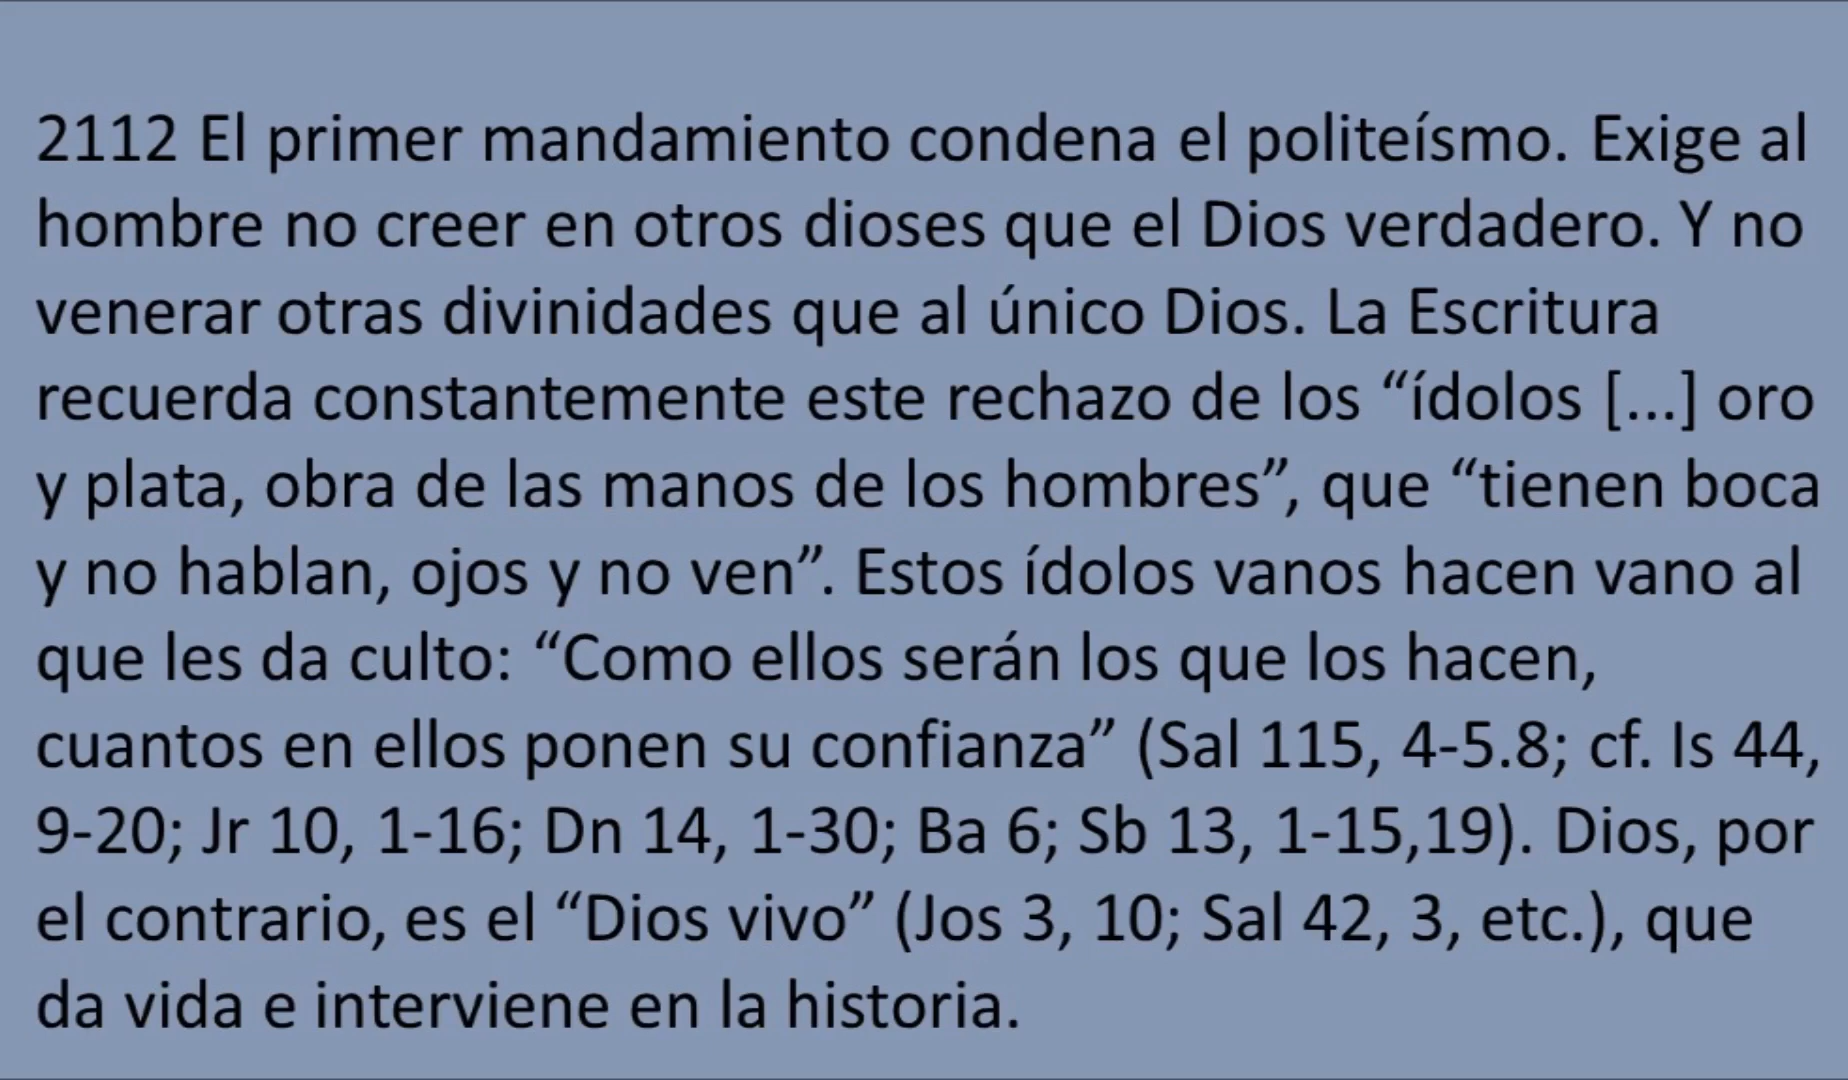 2112 El primer mandamiento condena el politeísmo. Exige al
hombre no creer en otros dioses que el Dios verdadero. Y no
venerar otras divinidades que al único Dios. La Escritura
recuerda constantemente este rechazo de los “ídolos [...] oro
y plata, obra de las manos de los hombres”, que “tienen boca
y no hablan, ojos y no ven”. Estos ídolos vanos hacen vano al
que les da culto: “Como ellos serán los que los hacen,
cuantos en ellos ponen su confianza” (Sal 115, 4-5.8; cf. Is 44,
9-20; Jr 10, 1-16; Dn 14, 1-30; Ba 6; Sb 13, 1-15,19). Dios, por
el contrario, es el “Dios vivo” (Jos 3, 10; Sal 42, 3, etc.), que
da vida e interviene en la historia.